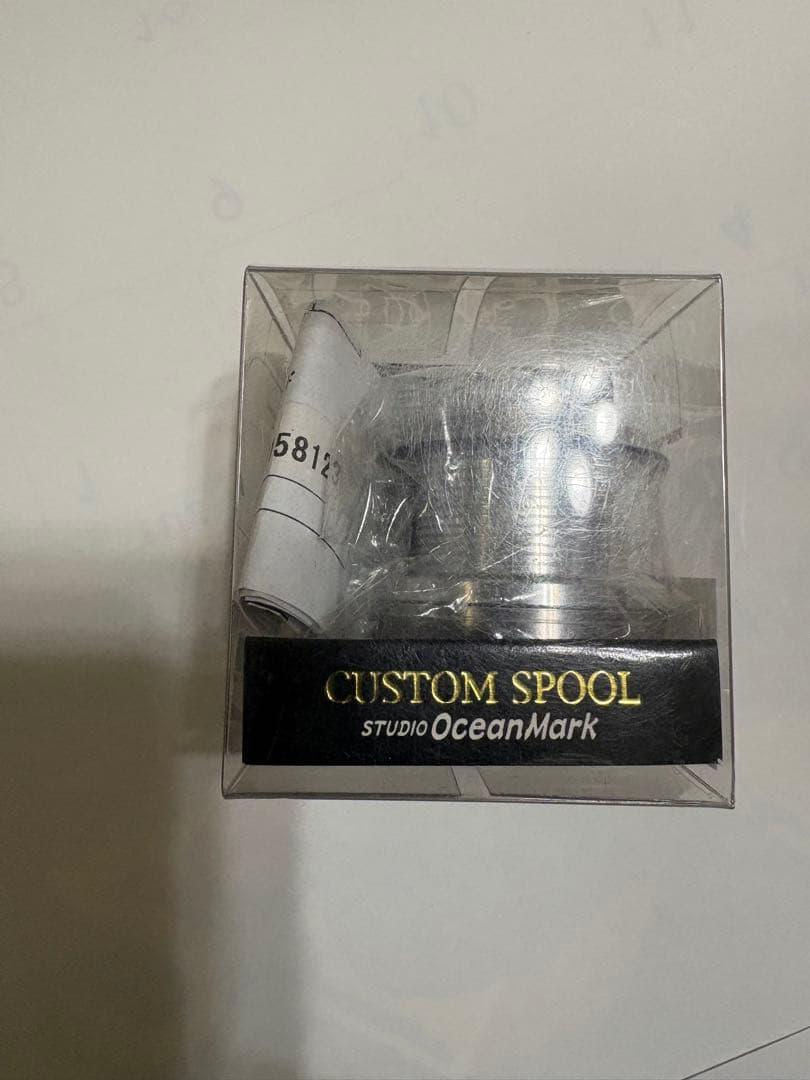 58123
CUSTOM SPOOL
STUDIO OceanMark